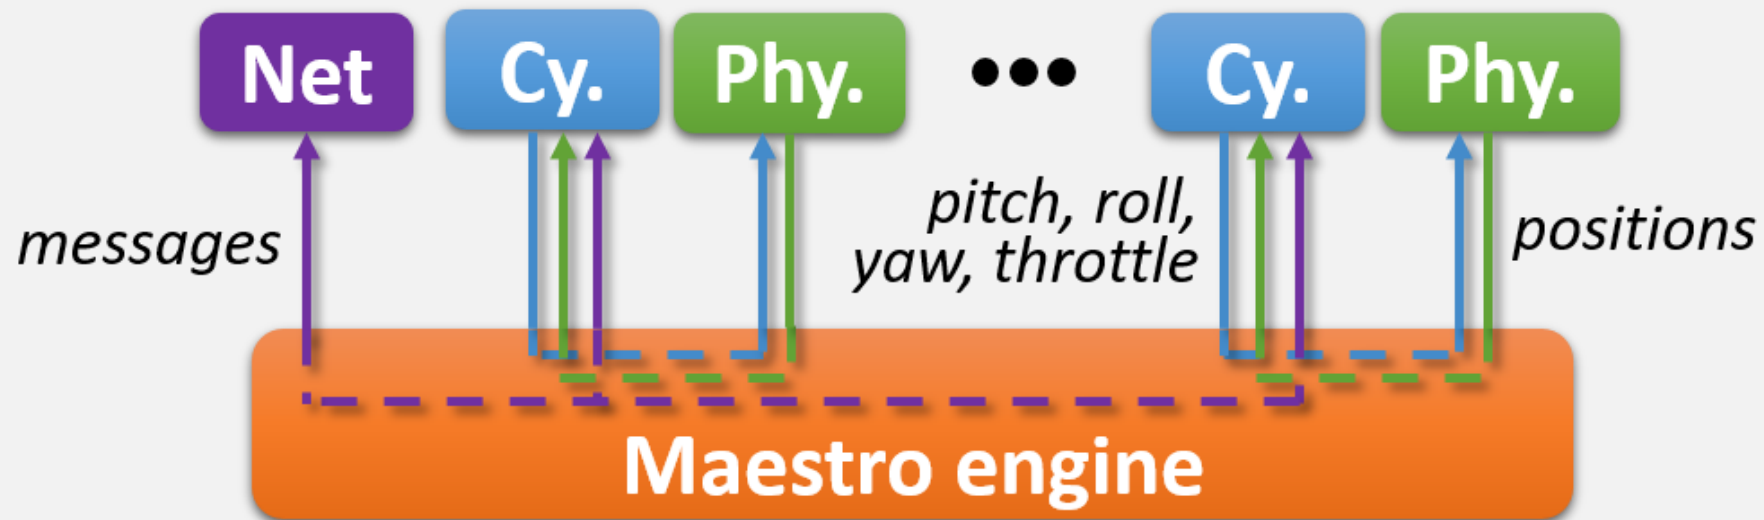 Net
Cy.
Phy.
•••
Cy.
Phy.
messages
pitch, roll,
yaw, throttle
positions
Maestro engine